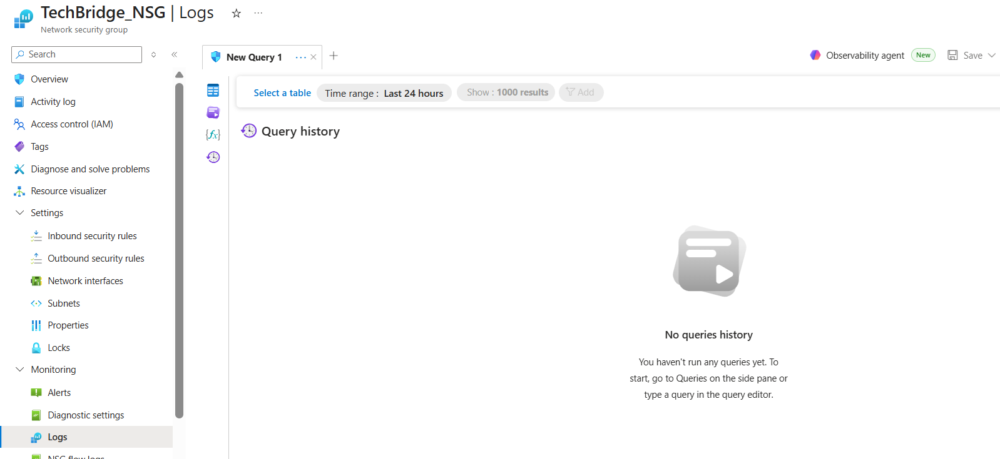 TechBridge_NSG | Logs
Network security group
Search
Overview
Activity log
Access control (IAM)
Tags
Diagnose and solve problems
Resource visualizer
Settings
Inbound security rules
Outbound security rules
Network interfaces
Subnets
Properties
Locks
Monitoring
Alerts
Diagnostic settings
Logs
NSG flow logs
New Query 1
Observability agent New
Save
Select a table
Time range : Last 24 hours
Show : 1000 results
Add
{fx}
Query history
No queries history
You haven't run any queries yet. To
start, go to Queries on the side pane or
type a query in the query editor.